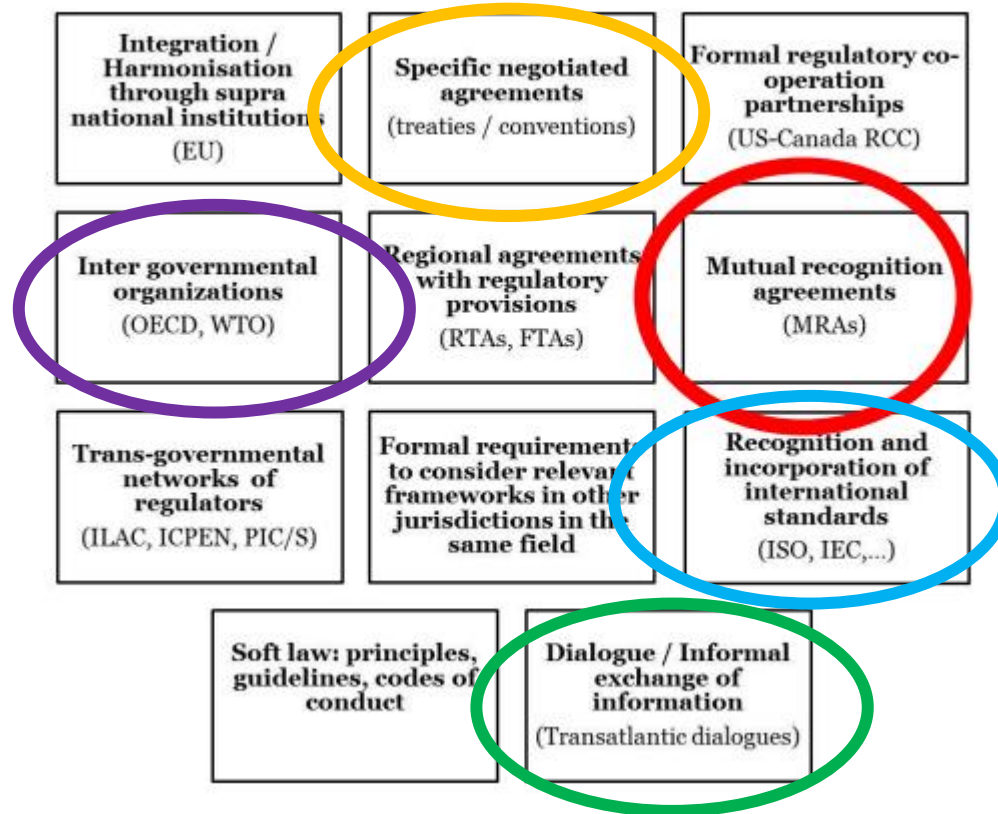 Integration /
Harmonisation
through supra
national institutions
(EU)
Specific negotiated
agreements
(treaties / conventions)
Formal regulatory co-
operation
partnerships
(US-Canada RCC)
Inter governmental
organizations
(OECD, WTO)
Regional agreements
with regulatory
provisions
(RTAs, FTAs)
Mutual recognition
agreements
(MRAs)
Trans-governmental
networks of
regulators
(ILAC, ICPEN, PIC/S)
Formal requirements
to consider relevant
frameworks in other
jurisdictions in the
same field
Recognition and
incorporation of
international
standards
(ISO, IEC,...)
Soft law: principles,
guidelines, codes of
conduct
Dialogue / Informal
exchange of
information
(Transatlantic dialogues)